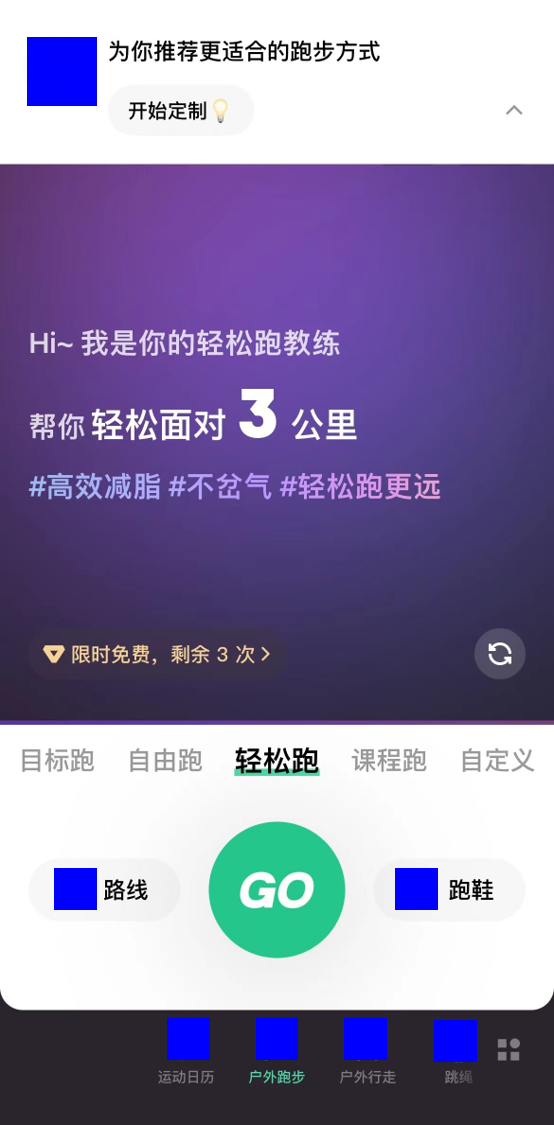 为你推荐更适合的跑步方式
开始定制
Hi~ 我是你的轻松跑教练
帮你 轻松面对 3 公里
#高效减脂 #不岔气 #轻松跑更远
限时免费，剩余 3 次
目标跑 自由跑 轻松跑 课程跑 自定义
路线 GO 跑鞋
运动日历 户外跑步 户外行走 跳绳